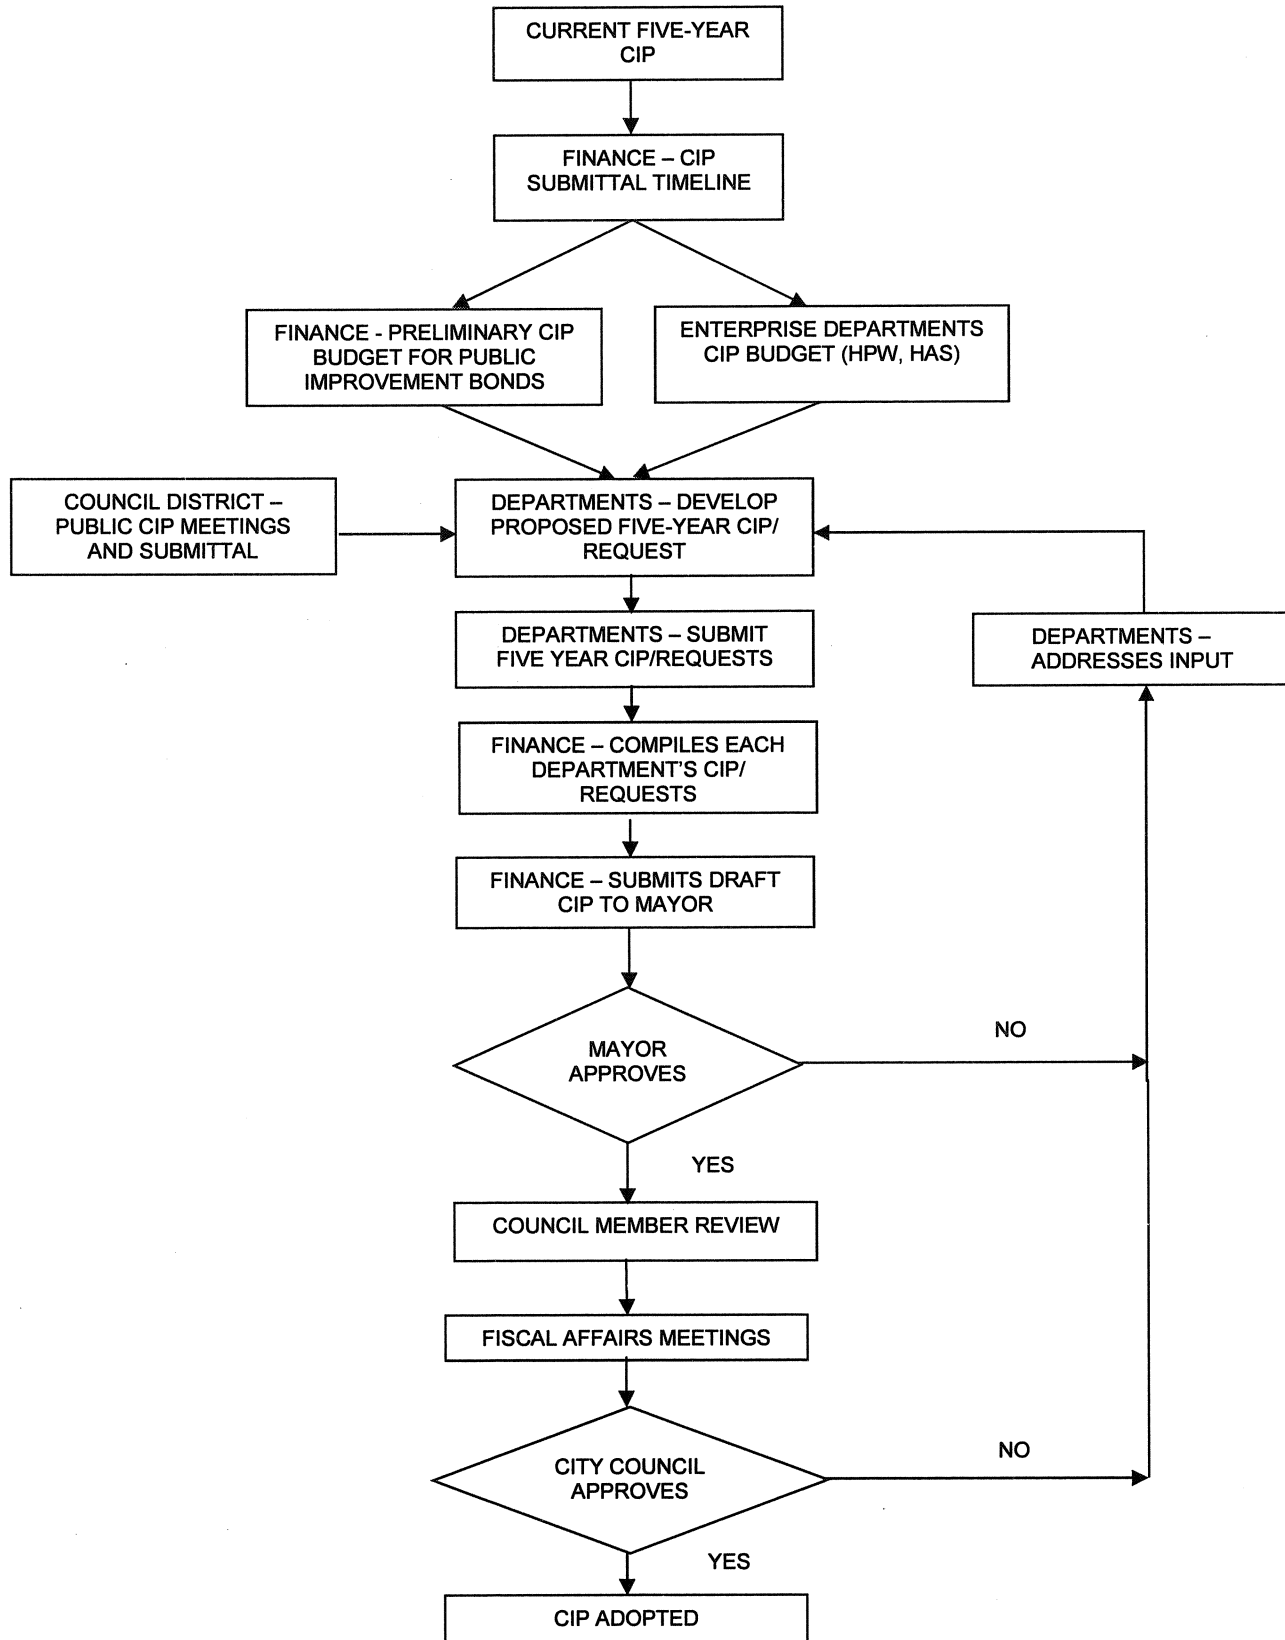 CURRENT FIVE-YEAR
CIP
FINANCE – CIP
SUBMITTAL TIMELINE
FINANCE - PRELIMINARY CIP
BUDGET FOR PUBLIC
IMPROVEMENT BONDS
ENTERPRISE DEPARTMENTS
CIP BUDGET (HPW, HAS)
COUNCIL DISTRICT –
PUBLIC CIP MEETINGS
AND SUBMITTAL
DEPARTMENTS – DEVELOP
PROPOSED FIVE-YEAR CIP/
REQUEST
DEPARTMENTS – SUBMIT
FIVE YEAR CIP/REQUESTS
DEPARTMENTS –
ADDRESSES INPUT
FINANCE – COMPILES EACH
DEPARTMENT'S CIP/
REQUESTS
FINANCE – SUBMITS DRAFT
CIP TO MAYOR
MAYOR
APPROVES
NO
YES
COUNCIL MEMBER REVIEW
FISCAL AFFAIRS MEETINGS
CITY COUNCIL
APPROVES
NO
YES
CIP ADOPTED